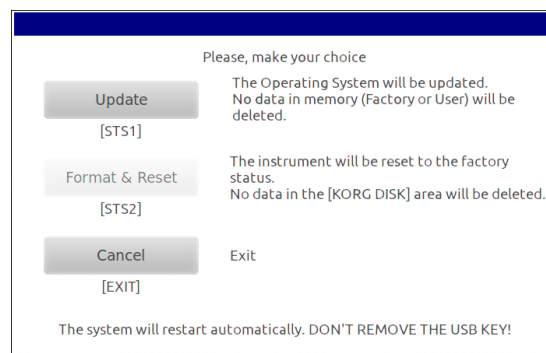 Please, make your choice
Update
[STS1]
The Operating System will be updated.
No data in memory (Factory or User) will be
deleted.
Format & Reset
[STS2]
The instrument will be reset to the factory
status.
No data in the [KORG DISK] area will be deleted.
Cancel
[EXIT]
Exit
The system will restart automatically. DON'T REMOVE THE USB KEY!